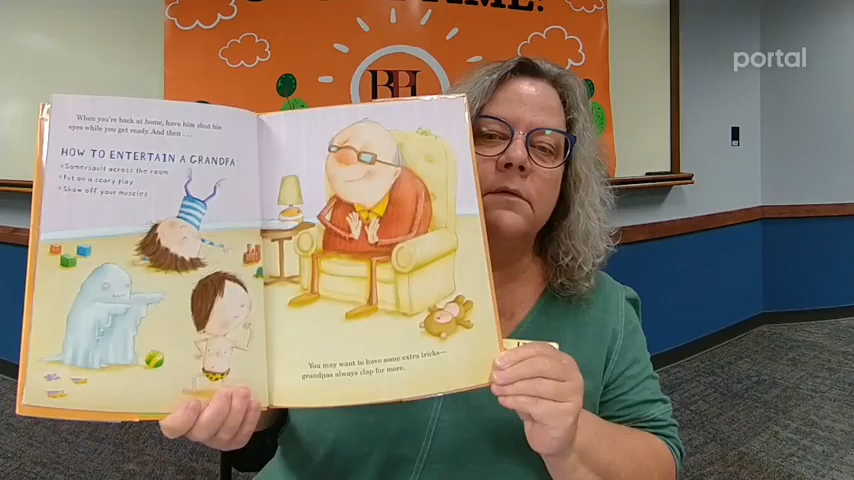 portal
When you're back at home, have him shut his
eyes while you get ready. And then . . .
HOW TO ENTERTAIN A GRANDPA:
Somersault across the room
Put on a scary play
Show off your muscles
You may want to have some extra tricks—
grandpas always clap for more.